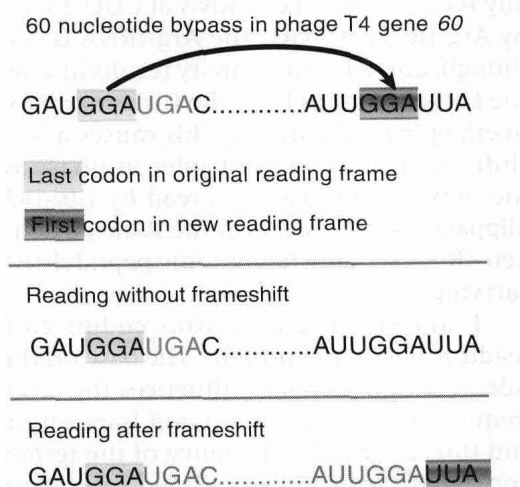 60 nucleotide bypass in phage T4 gene 60
GAUGGAUGAC............AUUGGAUUA
Last codon in original reading frame
First codon in new reading frame
Reading without frameshift
GAUGGAUGAC............AUUGGAUUA
Reading after frameshift
GAUGGAUGAC............AUUGGAUUA